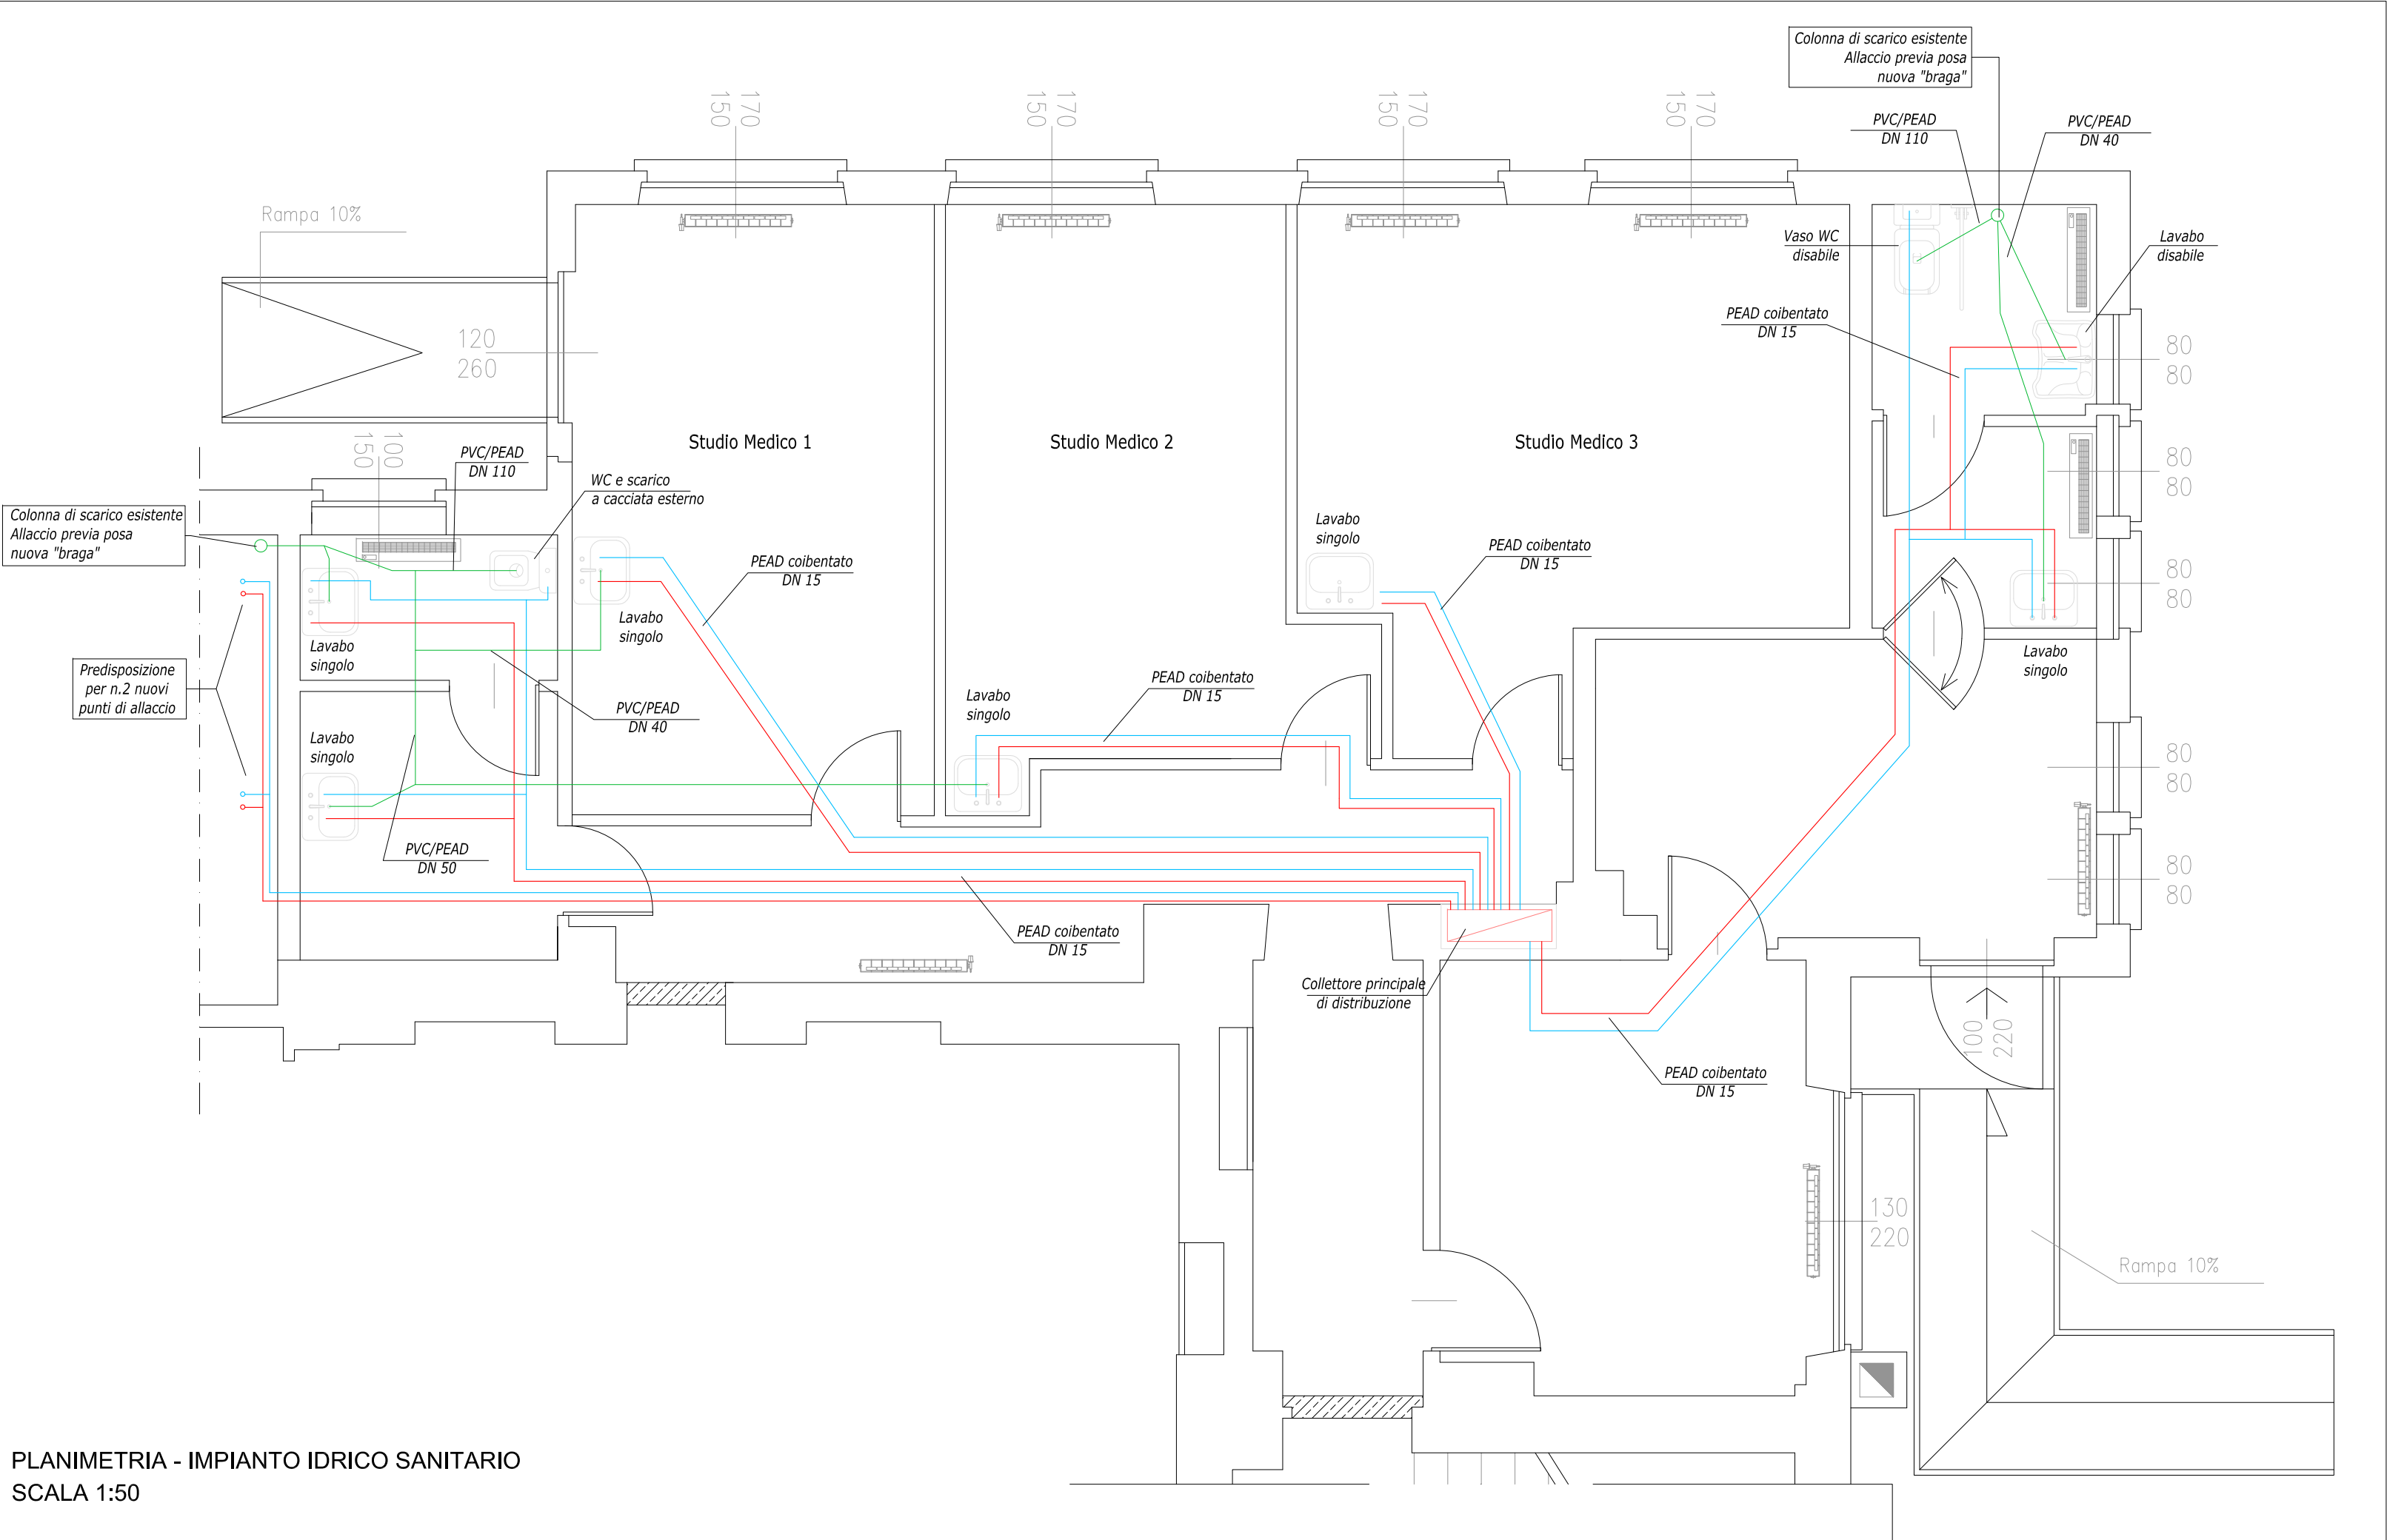 Colonna di scarico esistente
Allaccio previa posa
nuova "braga"
170
150
170
150
170
150
170
150
PVC/PEAD
DN 110
PVC/PEAD
DN 40
Rampa 10%
Vaso WC
disabile
Lavabo
disabile
PEAD coibentato
DN 15
120
260
80
80
Studio Medico 1
Studio Medico 2
Studio Medico 3
100
150
PVC/PEAD
DN 110
80
80
WC e scarico
a cacciata esterno
Colonna di scarico esistente
Allaccio previa posa
nuova "braga"
Lavabo
singolo
PEAD coibentato
DN 15
PEAD coibentato
DN 15
80
80
Lavabo
singolo
Lavabo
singolo
Lavabo
singolo
Predisposizione
per n.2 nuovi
punti di allaccio
PVC/PEAD
DN 40
Lavabo
singolo
PEAD coibentato
DN 15
Lavabo
singolo
80
80
PVC/PEAD
DN 50
80
80
PEAD coibentato
DN 15
Collettore principale
di distribuzione
100
220
PEAD coibentato
DN 15
130
220
Rampa 10%
PLANIMETRIA - IMPIANTO IDRICO SANITARIO
SCALA 1:50